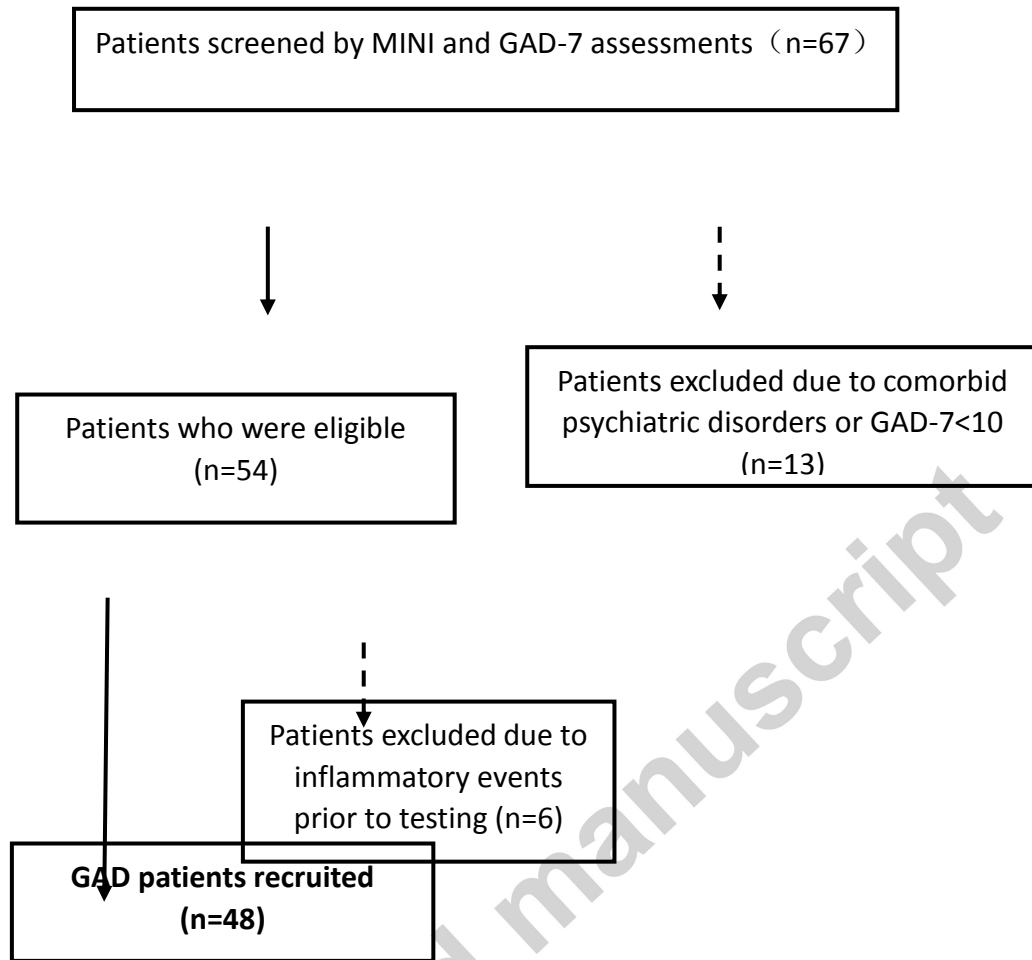 Patients screened by MINI and GAD-7 assessments（n=67）
Patients who were eligible
(n=54)
Patients excluded due to comorbid
psychiatric disorders or GAD-7<10
(n=13)
Patients excluded due to
inflammatory events
prior to testing (n=6)
GAD patients recruited
(n=48)
d manuscript